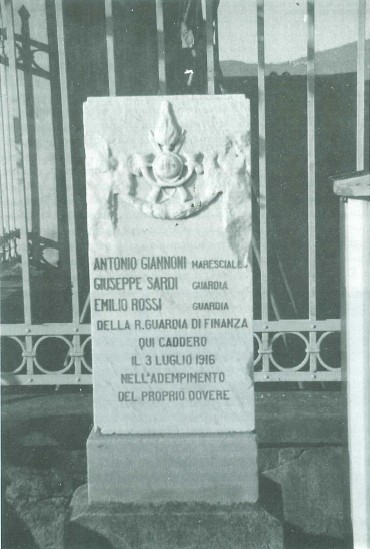 ANTONIO GIANNONI MARESCIALLO
GIUSEPPE SARDI GUARDIA
EMILIO ROSSI GUARDIA
DELLA R. GUARDIA DI FINANZA
QUI CADDERO
IL 3 LUGLIO 1916
NELL'ADEMPIMENTO
DEL PROPRIO DOVERE